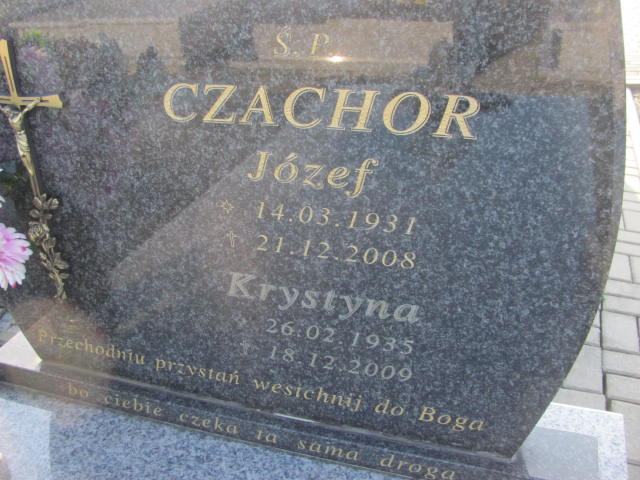 Ś. P.
CZACHOR
Józef
✡ 14.03.1931
† 21.12.2008
Krystyna
✡ 26.02.1935
† 18.12.2009
Przechodniu przystań westchnij do Boga
bo ciebie czeka ta sama droga